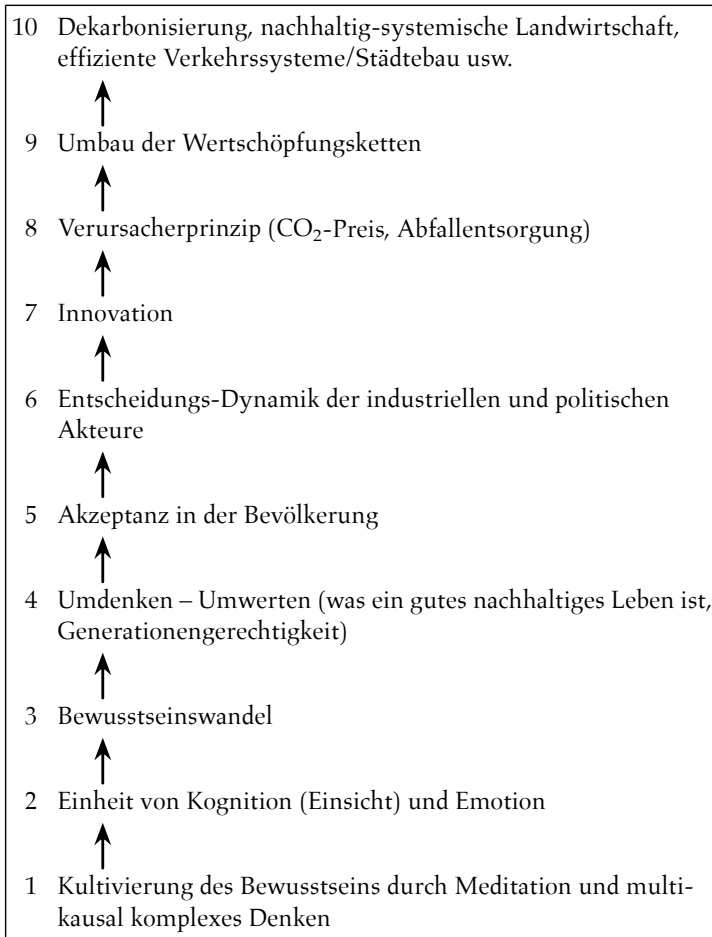 10 Dekarbonisierung, nachhaltig-systemische Landwirtschaft,
effiziente Verkehrssysteme/Städtebau usw.
9 Umbau der Wertschöpfungsketten
8 Verursacherprinzip (CO₂-Preis, Abfallentsorgung)
7 Innovation
6 Entscheidungs-Dynamik der industriellen und politischen
Akteure
5 Akzeptanz in der Bevölkerung
4 Umdenken – Umwerten (was ein gutes nachhaltiges Leben ist,
Generationengerechtigkeit)
3 Bewusstseinswandel
2 Einheit von Kognition (Einsicht) und Emotion
1 Kultivierung des Bewusstseins durch Meditation und multi-
kausal komplexes Denken